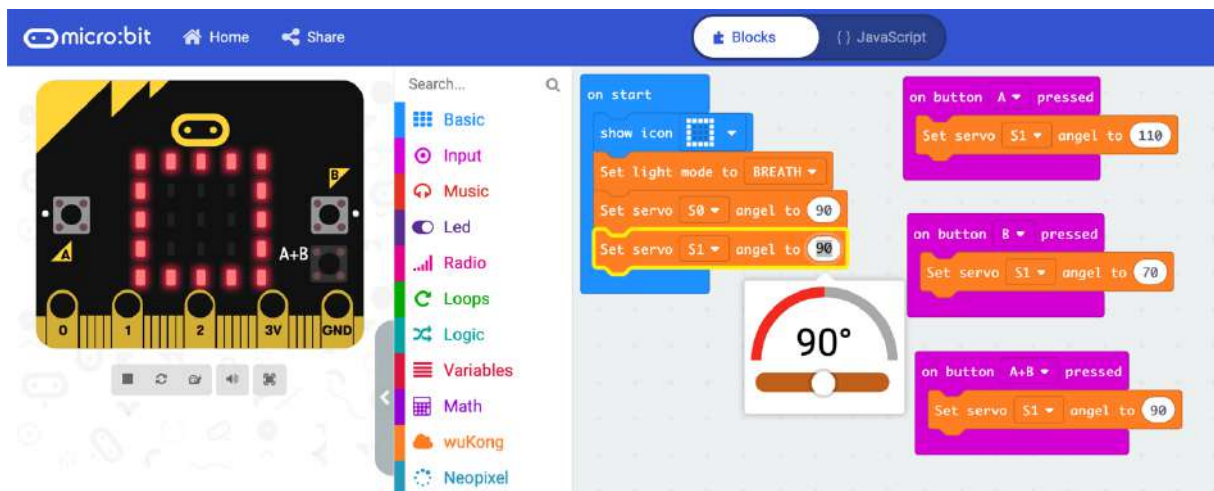 micro:bit Home Share Blocks {} JavaScript
B
A
A+B
0 1 2 3V GND
Search...
Basic
Input
Music
Led
Radio
Loops
Logic
Variables
Math
wuKong
Neopixel
on start
show icon
Set light mode to BREATH
Set servo S0 angel to 90
Set servo S1 angel to 90
90°
on button A pressed
Set servo S1 angel to 110
on button B pressed
Set servo S1 angel to 70
on button A+B pressed
Set servo S1 angel to 90